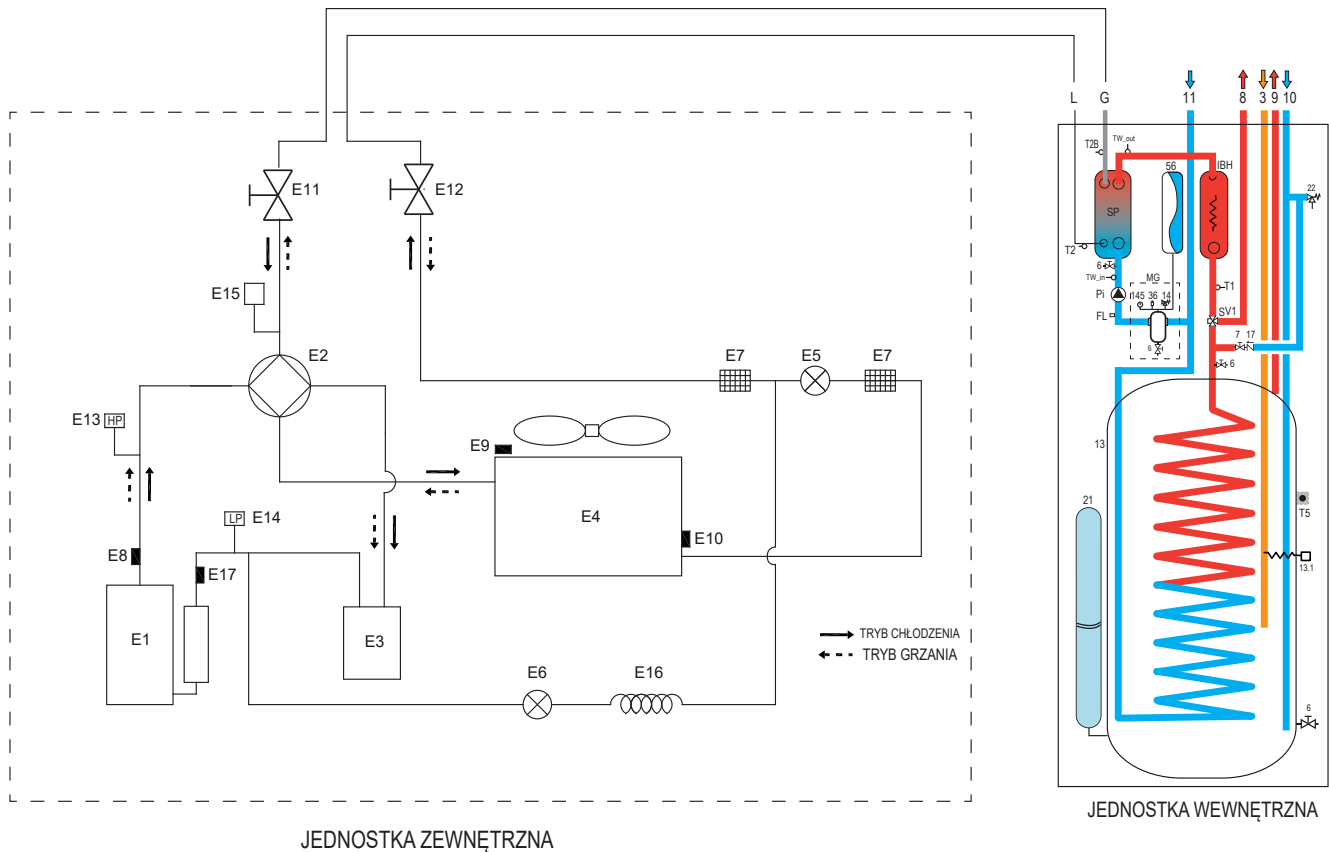 L
G
11
8
3
9
10
T2B
TW_out
56
IBH
22
SP
T2
6
TW_in
MG
Pi
145
36
14
T1
FL
SV1
6
7
17
6
13
21
T5
13.1
6
E11
E12
E15
E2
E7
E5
E7
E13
HP
E9
E4
E14
LP
E10
E8
E17
E1
E3
TRYB CHŁODZENIA
TRYB GRZANIA
E6
E16
JEDNOSTKA ZEWNĘTRZNA
JEDNOSTKA WEWNĘTRZNA